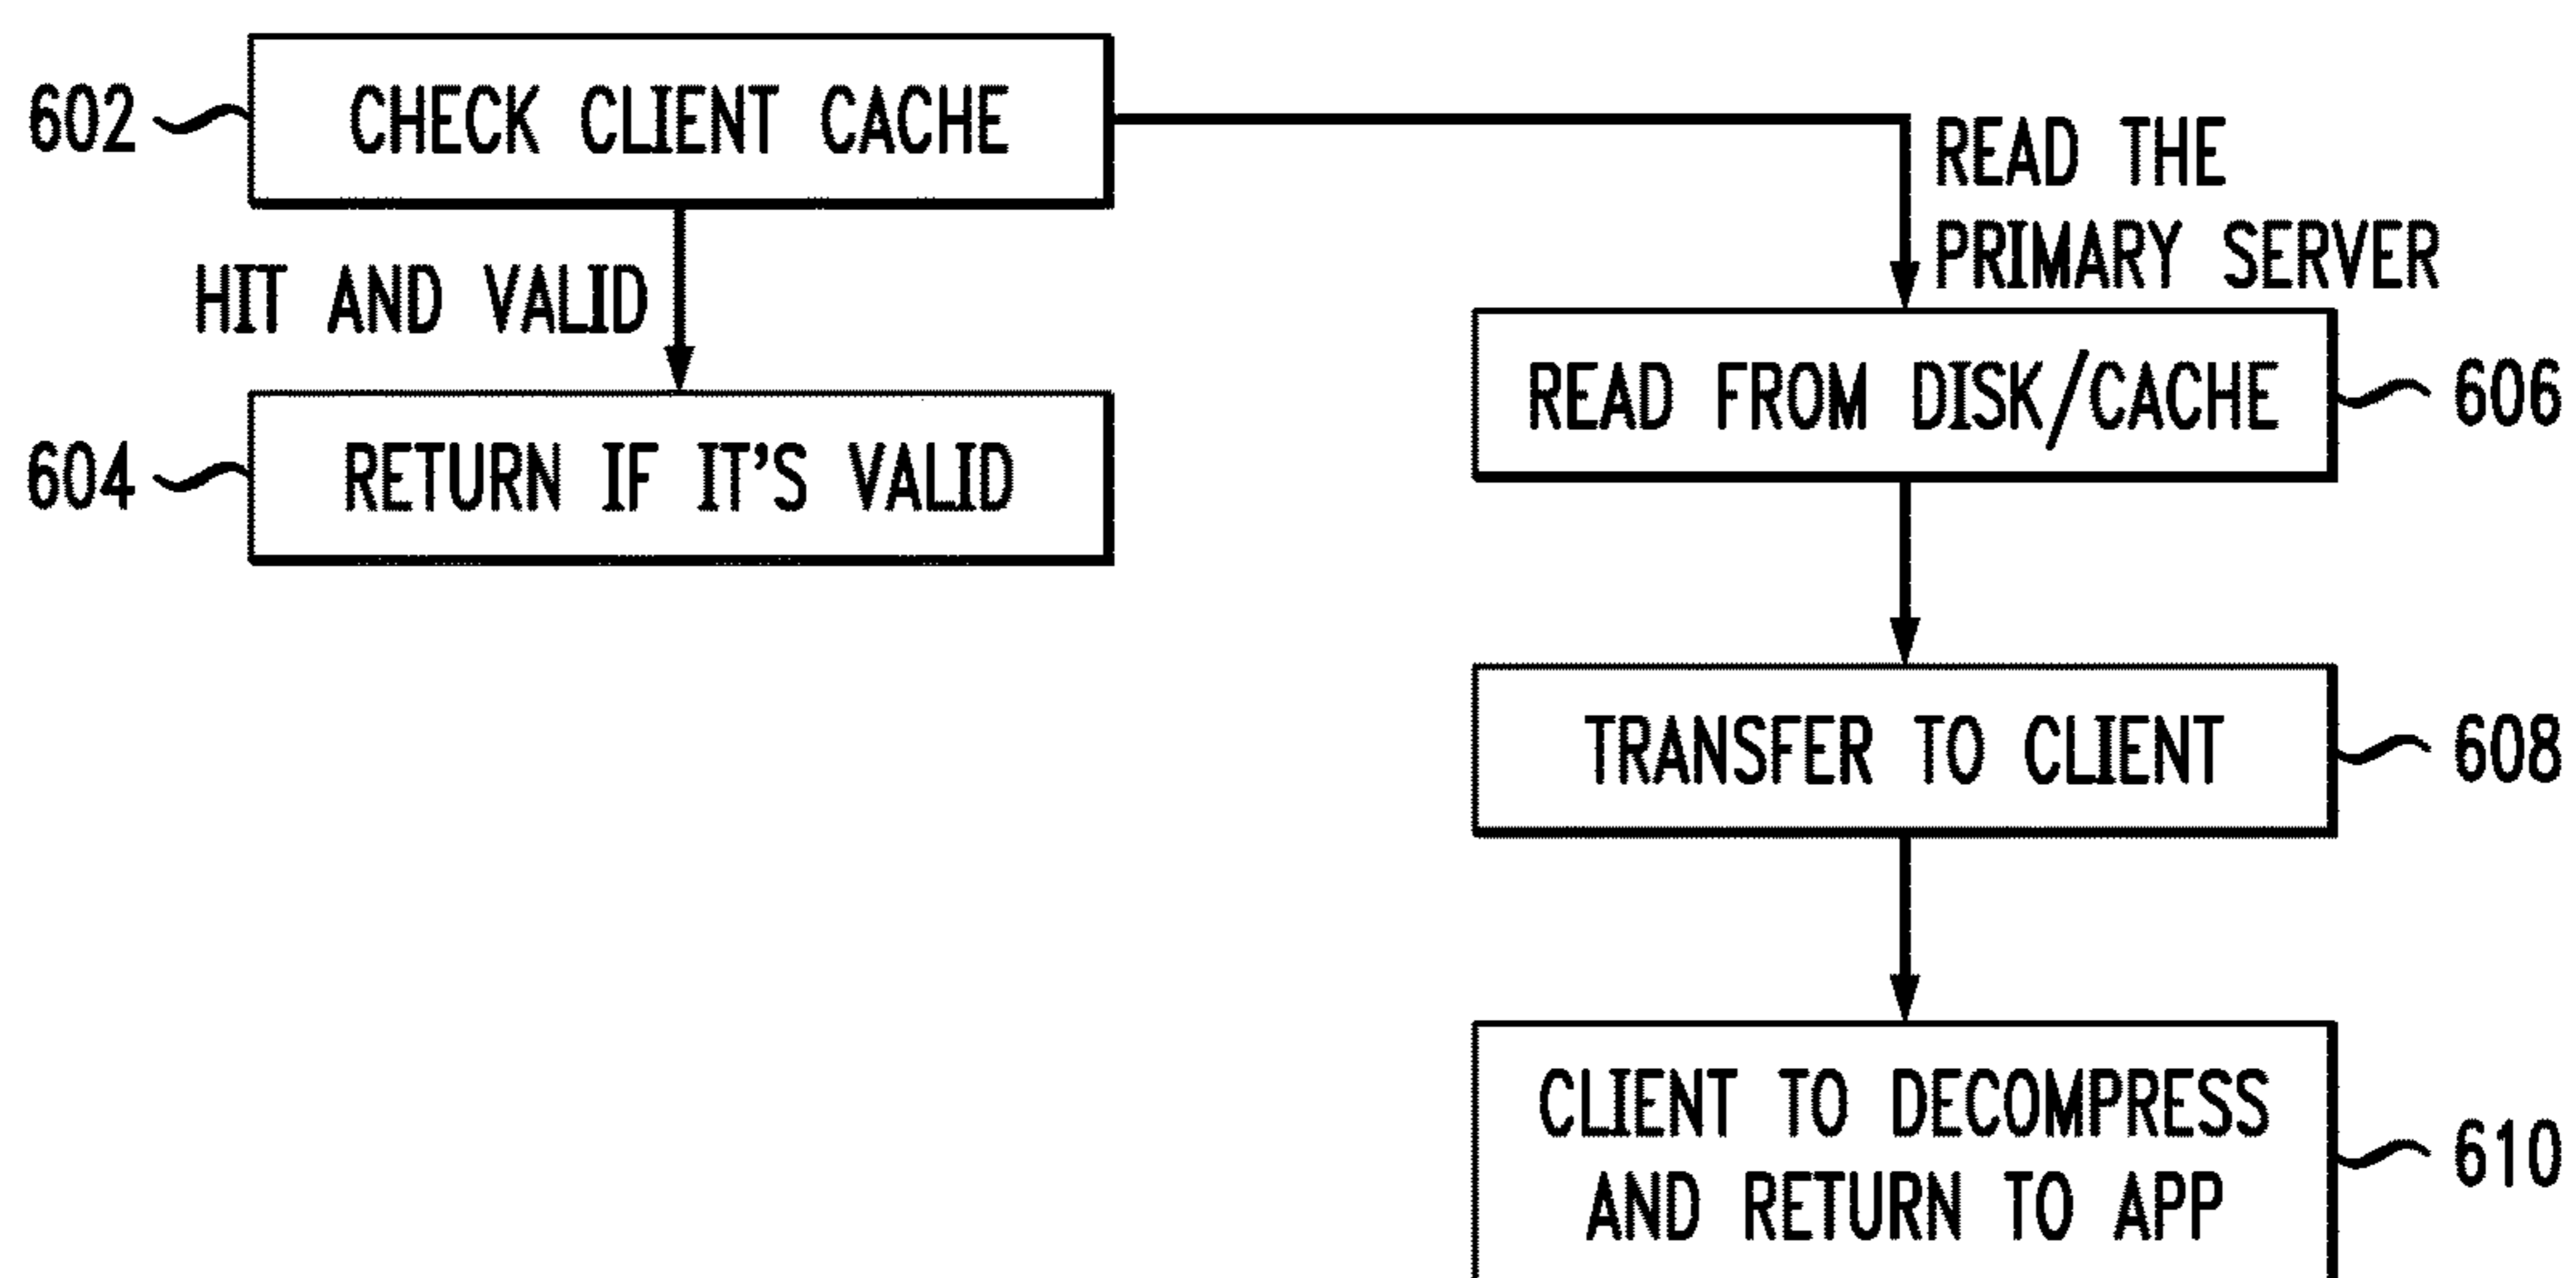 602
CHECK CLIENT CACHE
READ THE
PRIMARY SERVER
HIT AND VALID
604
RETURN IF IT'S VALID
READ FROM DISK/CACHE
606
TRANSFER TO CLIENT
608
CLIENT TO DECOMPRESS
AND RETURN TO APP
610